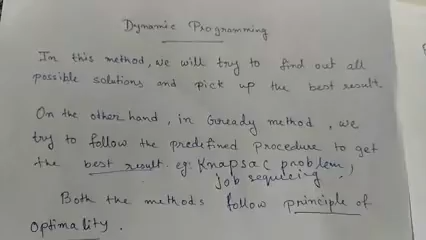 Dynamic Programming
In this method, we will try to find out all
possible solutions and pick up the best result
On the other hand, in Gready method, we
try to follow the predefined procedure to get
the best result. eg: Knapsac problem,
job sequecing.
Both the methods follow principle of
optimality.